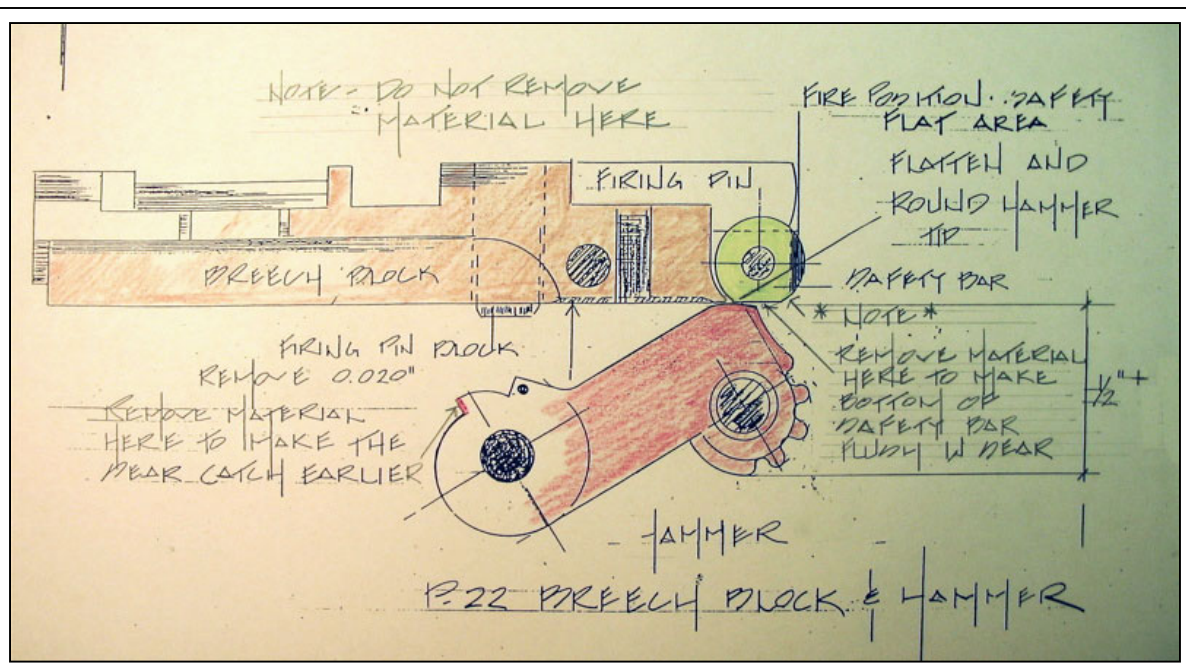 NOTE - DO NOT REMOVE
MATERIAL HERE
FIRE POSITION - SAFETY
FLAT AREA
FLATTEN AND
ROUND HAMMER
TIP
FIRING PIN
BREECH BLOCK
SAFETY BAR
* NOTE *
REMOVE MATERIAL
HERE TO MAKE
BOTTOM OF
SAFETY BAR
FLUSH W REAR
1/2"+
FIRING PIN BLOCK
REMOVE 0.020"
REMOVE MATERIAL
HERE TO MAKE THE
SEAR CATCH EARLIER
HAMMER
P-22 BREECH BLOCK & HAMMER